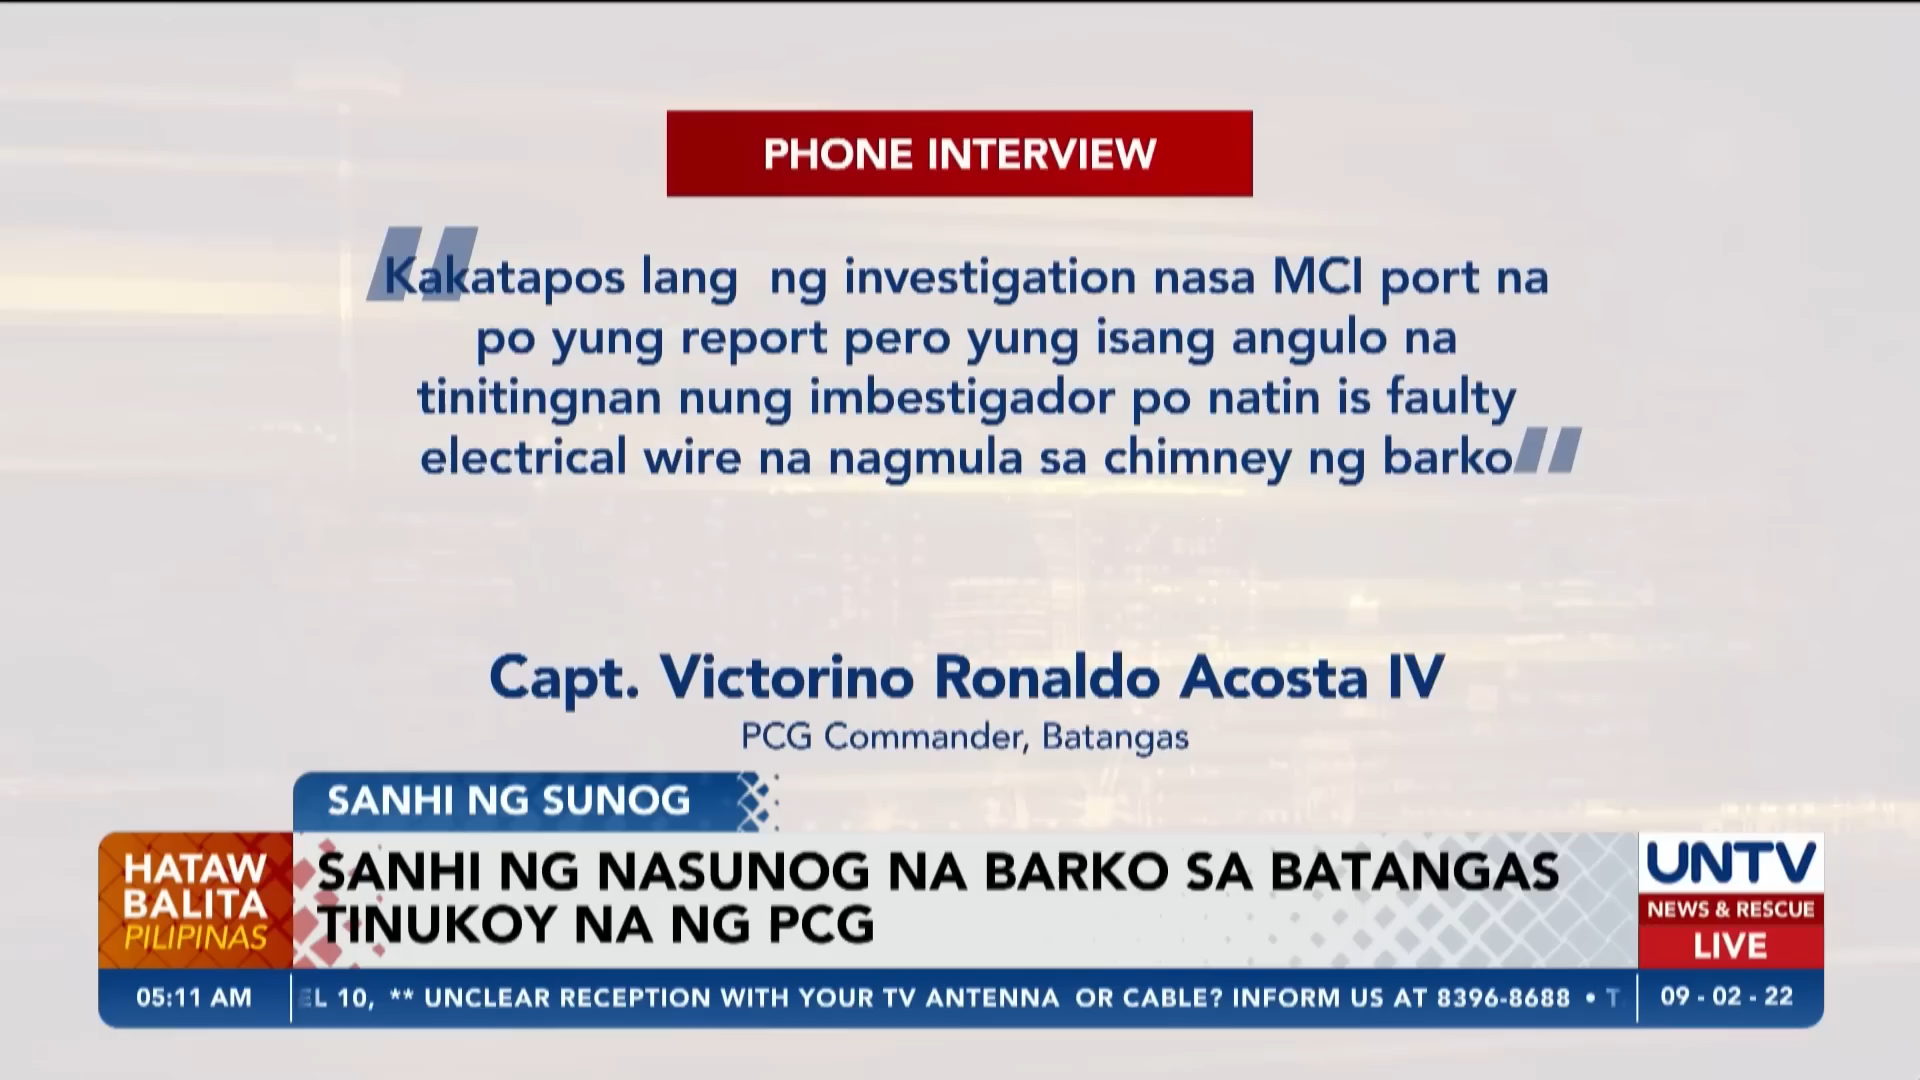 PHONE INTERVIEW
Kakatapos lang ng investigation nasa MCI port na
po yung report pero yung isang angulo na
tinitingnan nung imbestigador po natin is faulty
electrical wire na nagmula sa chimney ng barko
Capt. Victorino Ronaldo Acosta IV
PCG Commander, Batangas
SANHI NG SUNOG
HATAW
BALITA
PILIPINAS
SANHI NG NASUNOG NA BARKO SA BATANGAS
TINUKOY NA NG PCG
UNTV
NEWS & RESCUE
LIVE
05:11 AM
EL 10, ** UNCLEAR RECEPTION WITH YOUR TV ANTENNA OR CABLE? INFORM US AT 8396-8688 • T
09 - 02 - 22